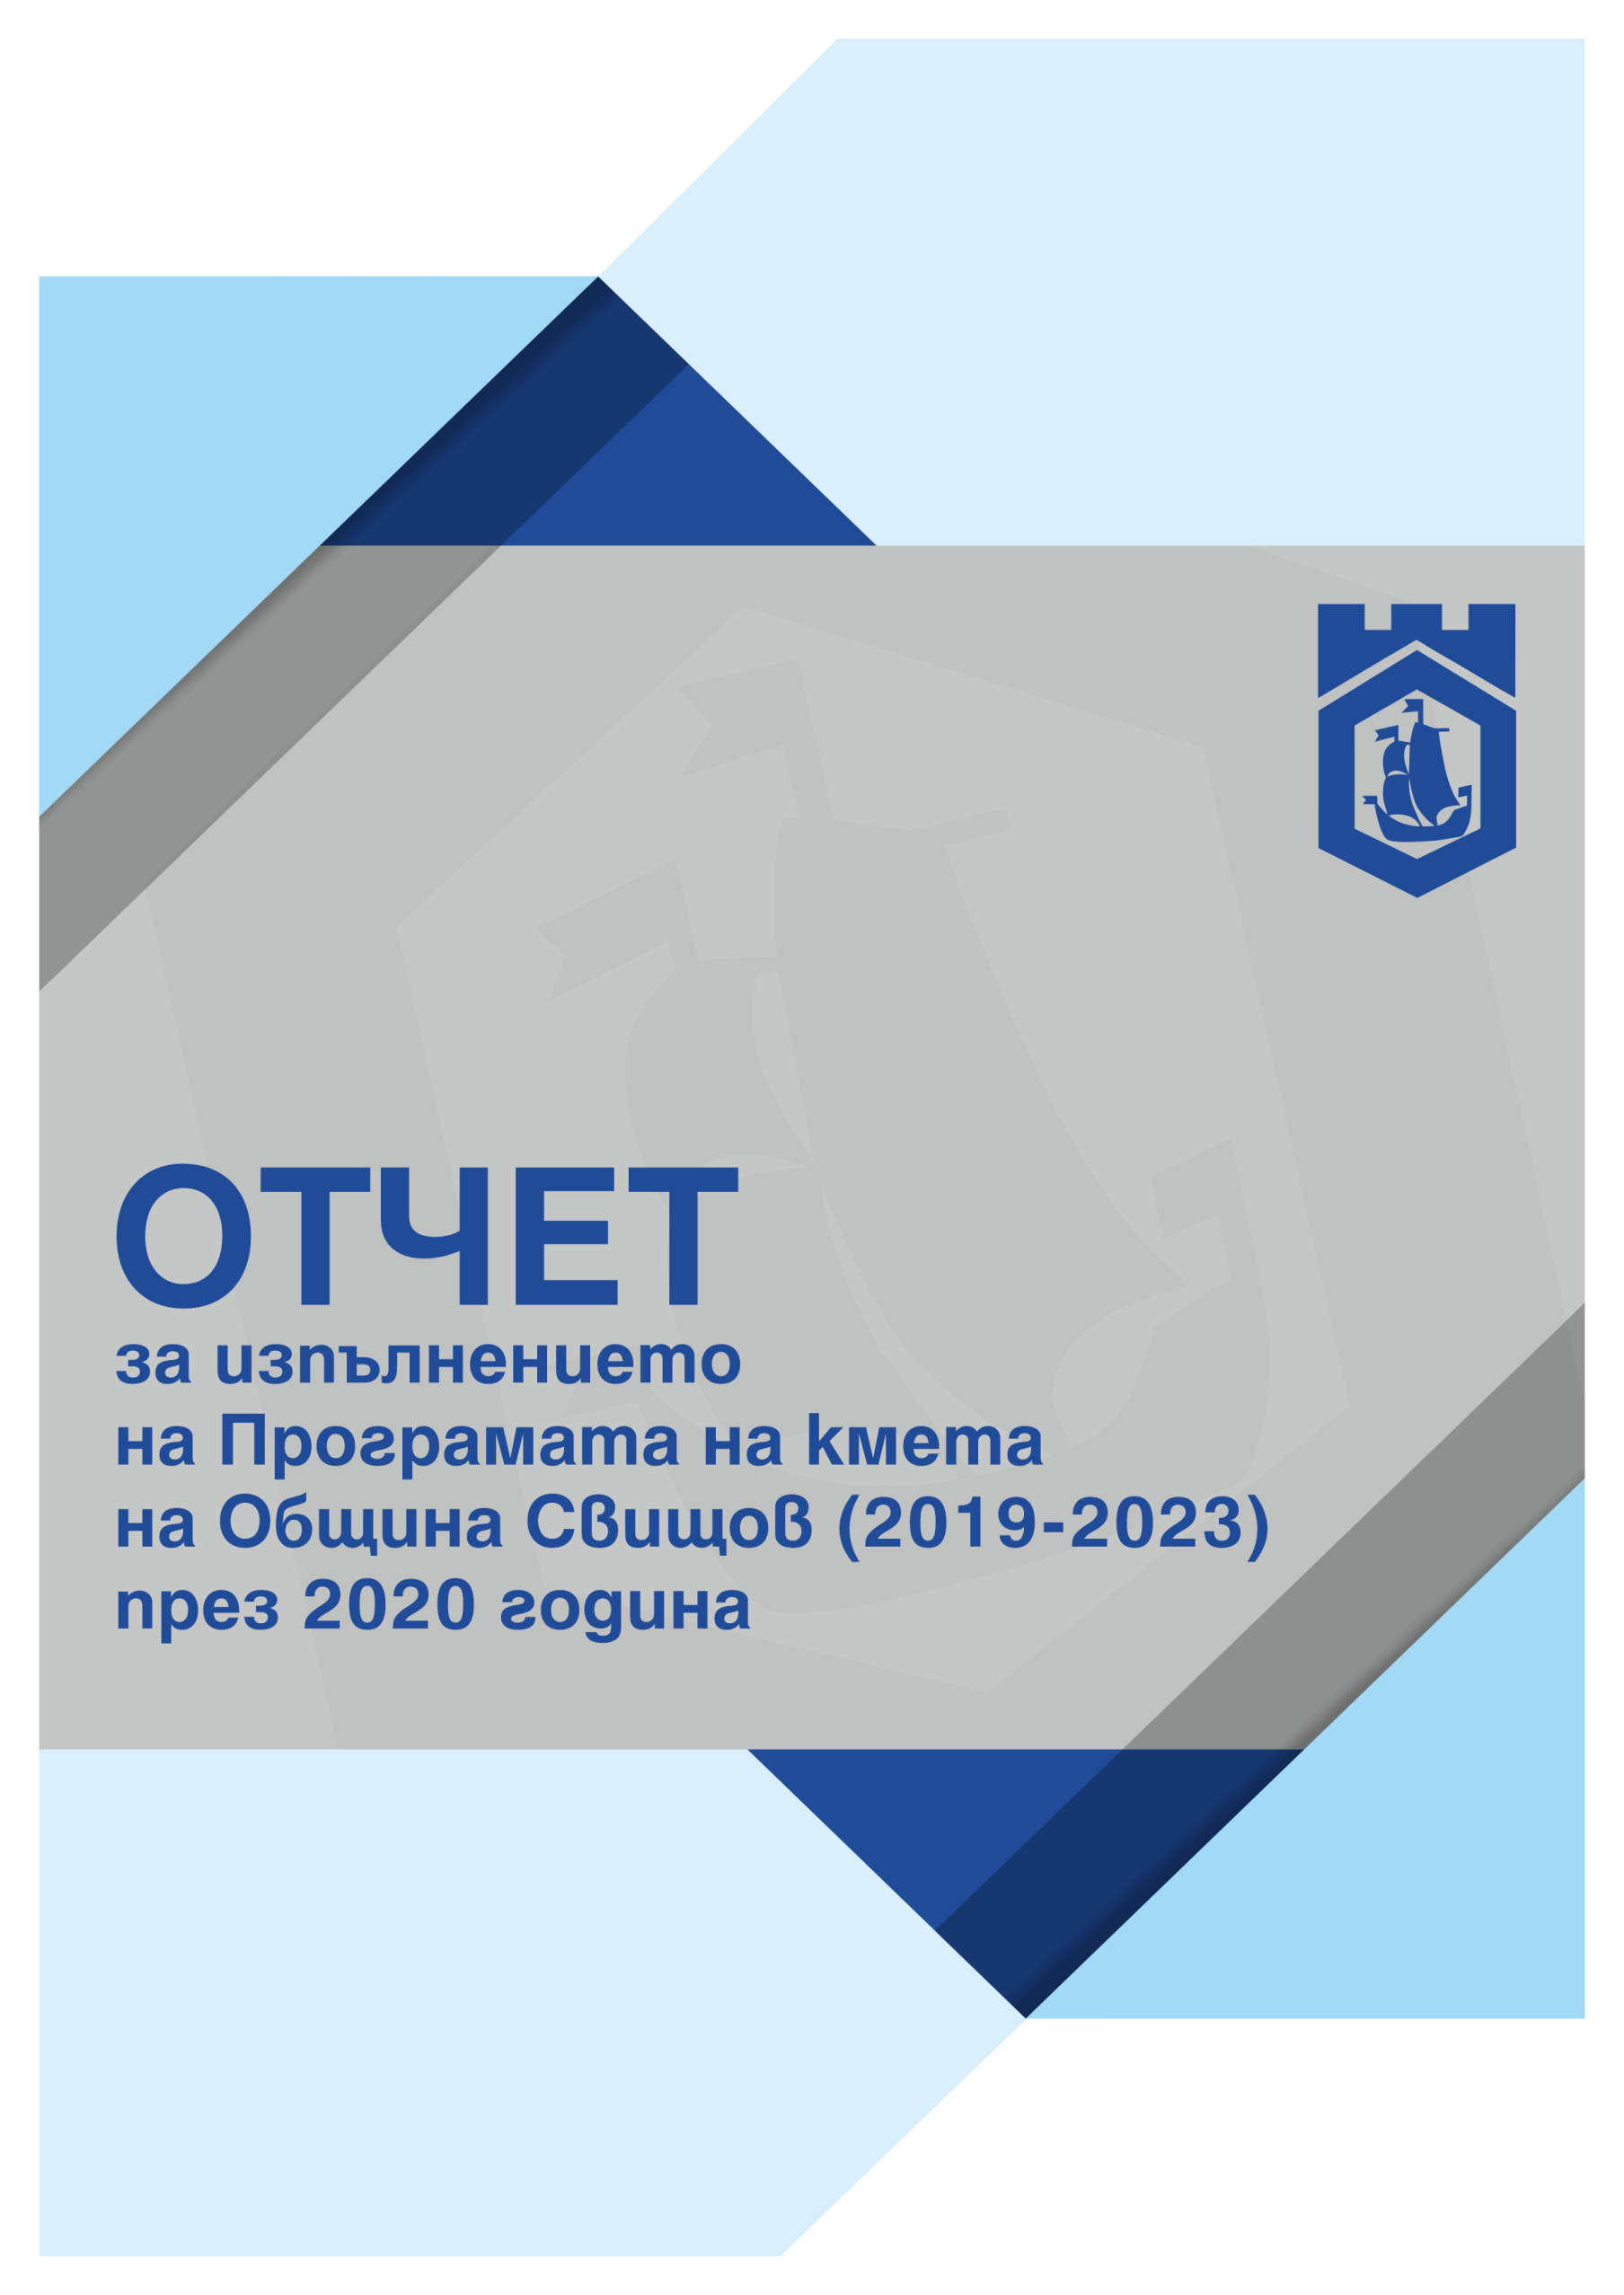 ОТЧЕТ
за изпълнението
на Програмата на кмета
на Община Свищов (2019-2023)
през 2020 година